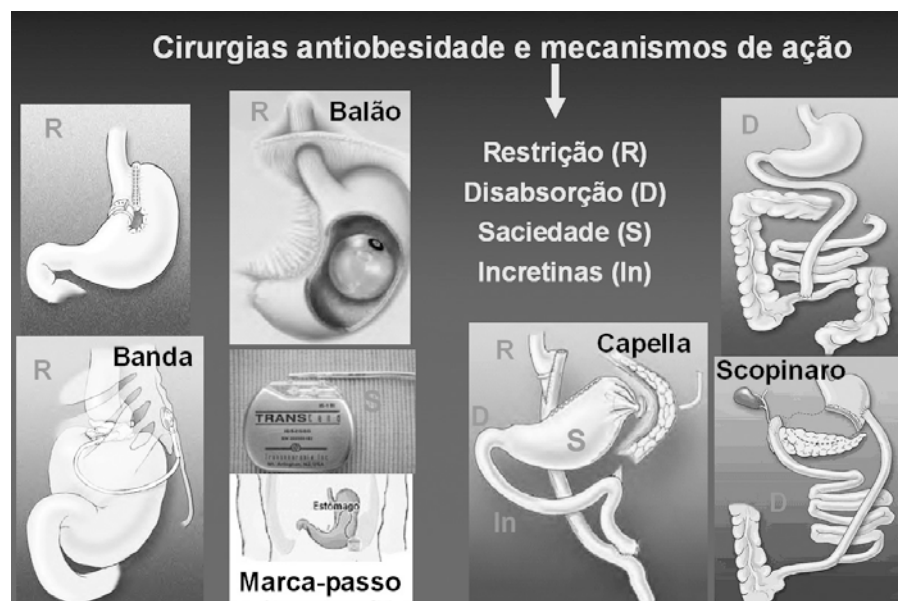 Cirurgias antiobesidade e mecanismos de ação
R
R
Balão
Restrição (R)
Disabsorção (D)
Saciedade (S)
Incretinas (In)
D
R
Banda
TRANS
S
R
Capella
D
S
In
Scopinaro
D
Estômago
Marca-passo